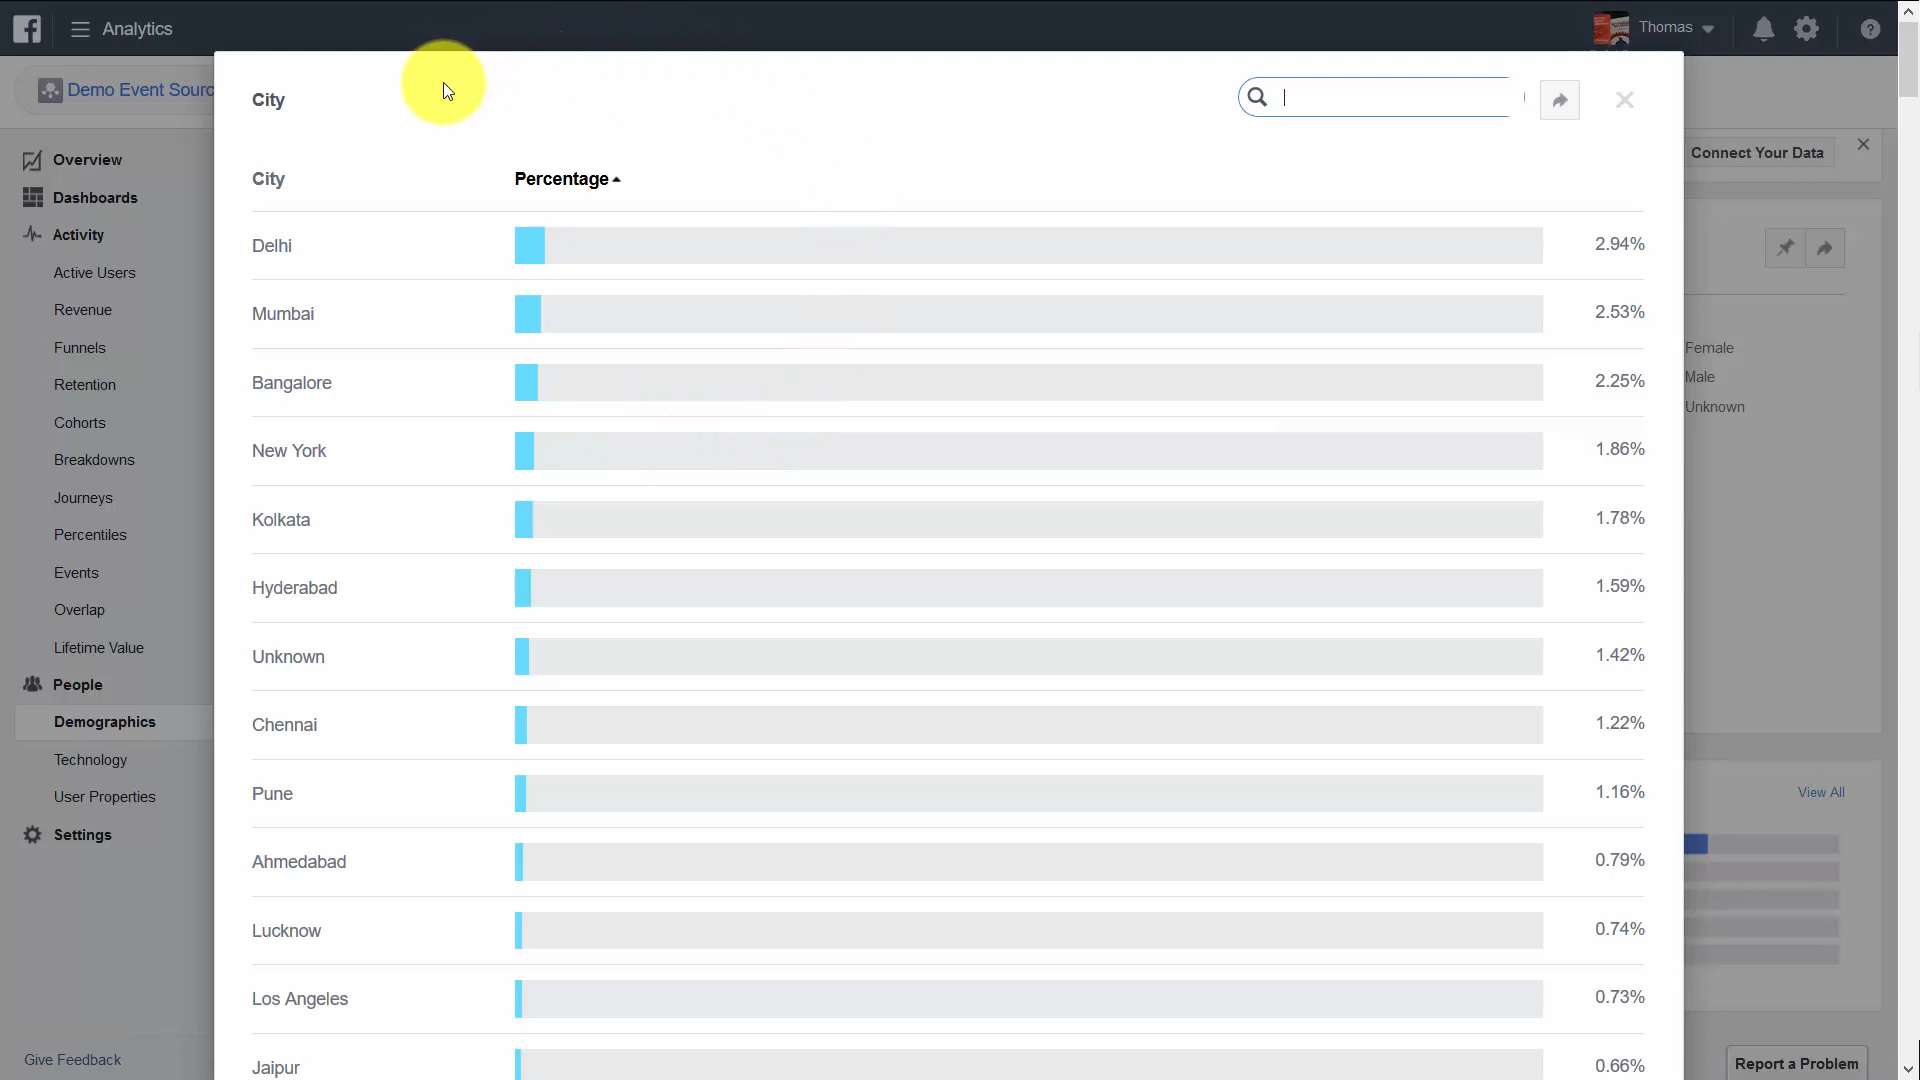 Analytics
Thomas
Demo Event Sourc
City
Connect Your Data
Overview
Dashboards
Activity
Active Users
Revenue
Funnels
Retention
Cohorts
Breakdowns
Journeys
Percentiles
Events
Overlap
Lifetime Value
People
Demographics
Technology
User Properties
Settings
Give Feedback
City Percentage
Delhi 2.94%
Mumbai 2.53%
Bangalore 2.25%
New York 1.86%
Kolkata 1.78%
Hyderabad 1.59%
Unknown 1.42%
Chennai 1.22%
Pune 1.16%
Ahmedabad 0.79%
Lucknow 0.74%
Los Angeles 0.73%
Jaipur 0.66%
Female
Male
Unknown
View All
Report a Problem